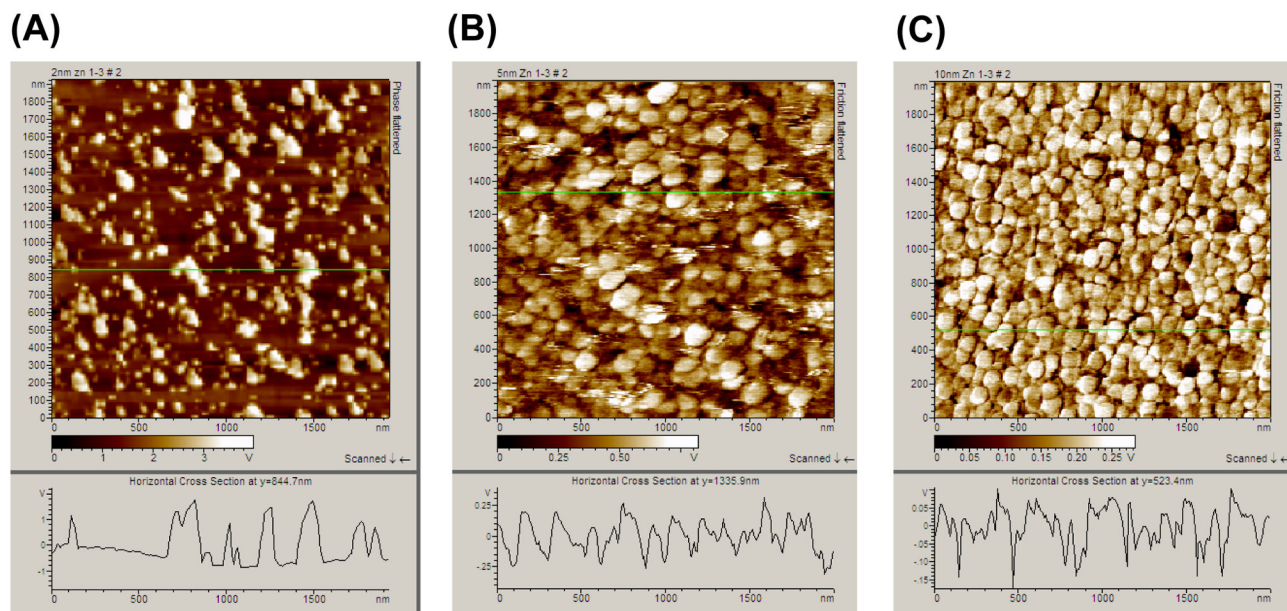 (A)
2nm zn 1-3 # 2
nm
1800
1700
1600
1500
1400
1300
1200
1100
1000
900
800
700
600
500
400
300
200
100
0
0 500 1000 1500 nm
Phase flattened
0 1 2 3 V
Scanned ↓ ←
Horizontal Cross Section at y=844.7nm
V
1
0
-1
0 500 1000 1500 nm
(B)
5nm Zn 1-3 # 2
nm
1800
1600
1400
1200
1000
800
600
400
200
0
0 500 1000 1500 nm
Friction flattened
0 0.25 0.50 V
Scanned ↓ ←
Horizontal Cross Section at y=1335.9nm
V
0.25
0
-.25
0 500 1000 1500 nm
(C)
10nm Zn 1-3 # 2
nm
1800
1600
1400
1200
1000
800
600
400
200
0
0 500 1000 1500 nm
Friction flattened
0 0.05 0.10 0.15 0.20 0.25 V
Scanned ↓ ←
Horizontal Cross Section at y=523.4nm
V
0.05
0
-.05
-.10
-.15
0 500 1000 1500 nm